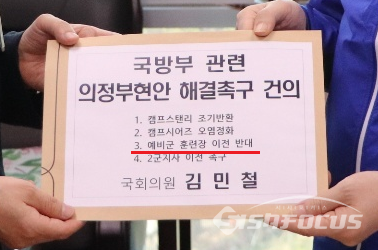 국방부 관련
의정부현안 해결촉구 건의
1. 캠프스탠리 조기반환
2. 캠프시어즈 오염정화
3. 예비군 훈련장 이전 반대
4. 2군지사 이전 촉구
국회의원 김민철